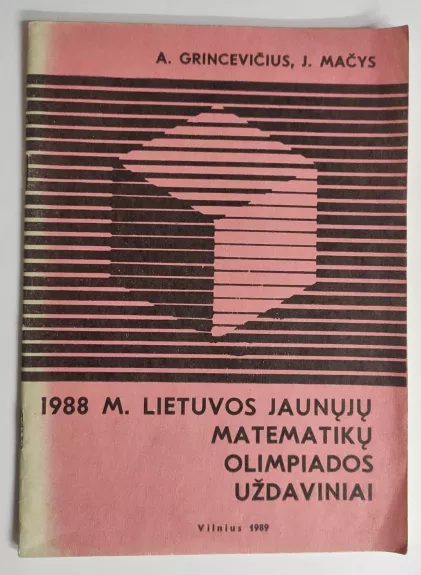 A. GRINCEVIČIUS, J. MAČYS
1988 M. LIETUVOS JAUNŲJŲ
MATEMATIKŲ
OLIMPIADOS
UŽDAVINIAI
Vilnius 1989